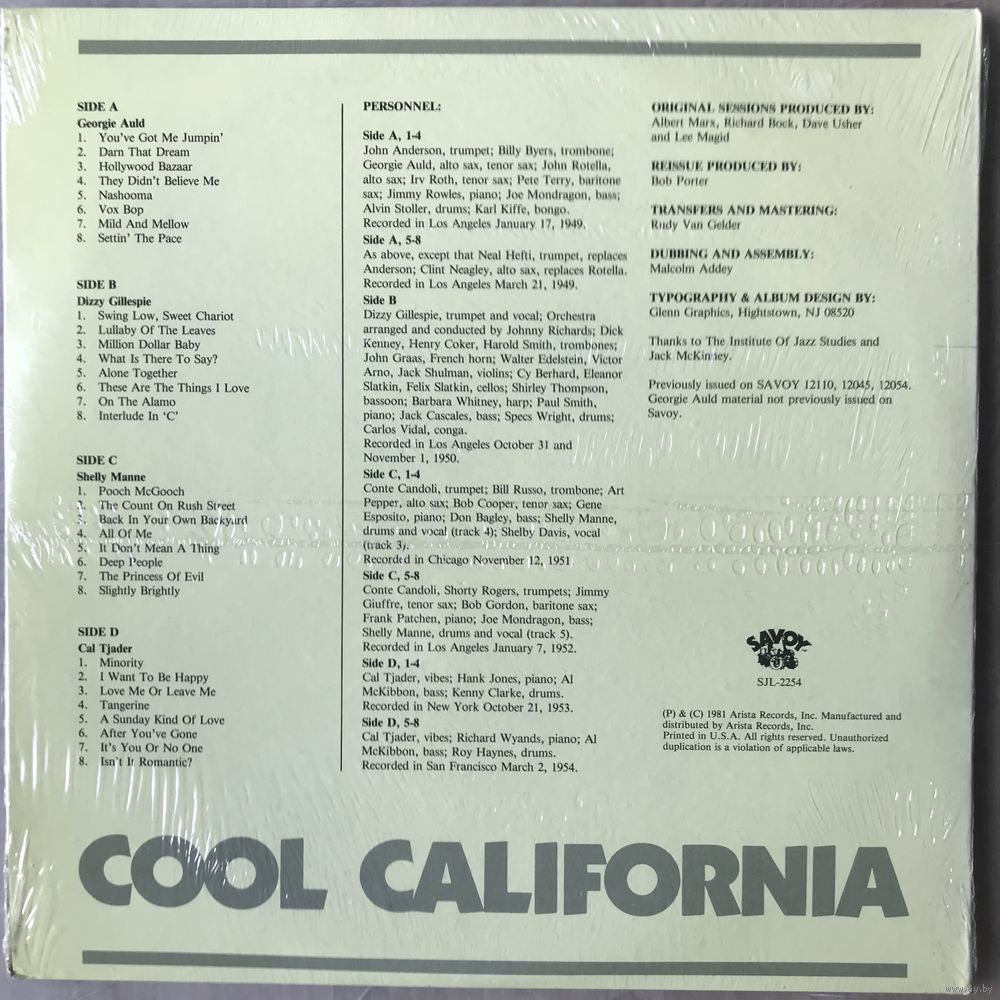 SIDE A
Georgie Auld
1. You've Got Me Jumpin'
2. Darn That Dream
3. Hollywood Bazaar
4. They Didn't Believe Me
5. Nashooma
6. Vox Bop
7. Mild And Mellow
8. Settin' The Pace
SIDE B
Dizzy Gillespie
1. Swing Low, Sweet Chariot
2. Lullaby Of The Leaves
3. Million Dollar Baby
4. What Is There To Say?
5. Alone Together
6. These Are The Things I Love
7. On The Alamo
8. Interlude In 'C'
SIDE C
Shelly Manne
1. Pooch McGooch
2. The Count On Rush Street
3. Back In Your Own Backyard
4. All Of Me
5. It Don't Mean A Thing
6. Deep People
7. The Princess Of Evil
8. Slightly Brightly
SIDE D
Cal Tjader
1. Minority
2. I Want To Be Happy
3. Love Me Or Leave Me
4. Tangerine
5. A Sunday Kind Of Love
6. After You've Gone
7. It's You Or No One
8. Isn't It Romantic?
PERSONNEL:
Side A, 1-4
John Anderson, trumpet; Billy Byers, trombone;
Georgie Auld, alto sax, tenor sax; John Rotella,
alto sax; Irv Roth, tenor sax; Pete Terry, baritone
sax; Jimmy Rowles, piano; Joe Mondragon, bass;
Alvin Stoller, drums; Karl Kiffe, bongo.
Recorded in Los Angeles January 17, 1949.
Side A, 5-8
As above, except that Neal Hefti, trumpet, replaces
Anderson; Clint Neagley, alto sax, replaces Rotella.
Recorded in Los Angeles March 21, 1949.
Side B
Dizzy Gillespie, trumpet and vocal; Orchestra
arranged and conducted by Johnny Richards; Dick
Kenney, Henry Coker, Harold Smith, trombones;
John Graas, French horn; Walter Edelstein, Victor
Arno, Jack Shulman, violins; Cy Berhard, Eleanor
Slatkin, Felix Slatkin, cellos; Shirley Thompson,
bassoon; Barbara Whitney, harp; Paul Smith,
piano; Jack Cascales, bass; Specs Wright, drums;
Carlos Vidal, conga.
Recorded in Los Angeles October 31 and
November 1, 1950.
Side C, 1-4
Conte Candoli, trumpet; Bill Russo, trombone; Art
Pepper, alto sax; Bob Cooper, tenor sax; Gene
Esposito, piano; Don Bagley, bass; Shelly Manne,
drums and vocal (track 4); Shelby Davis, vocal
(track 3).
Recorded in Chicago November 12, 1951.
Side C, 5-8
Conte Candoli, Shorty Rogers, trumpets; Jimmy
Giuffre, tenor sax; Bob Gordon, baritone sax;
Frank Patchen, piano; Joe Mondragon, bass;
Shelly Manne, drums and vocal (track 5).
Recorded in Los Angeles January 7, 1952.
Side D, 1-4
Cal Tjader, vibes; Hank Jones, piano; Al
McKibbon, bass; Kenny Clarke, drums.
Recorded in New York October 21, 1953.
Side D, 5-8
Cal Tjader, vibes; Richard Wyands, piano; Al
McKibbon, bass; Roy Haynes, drums.
Recorded in San Francisco March 2, 1954.
ORIGINAL SESSIONS PRODUCED BY:
Albert Marx, Richard Bock, Dave Usher
and Lee Magid
REISSUE PRODUCED BY:
Bob Porter
TRANSFERS AND MASTERING:
Rudy Van Gelder
DUBBING AND ASSEMBLY:
Malcolm Addey
TYPOGRAPHY & ALBUM DESIGN BY:
Glenn Graphics, Hightstown, NJ 08520
Thanks to The Institute Of Jazz Studies and
Jack McKinney.
Previously issued on SAVOY 12110, 12045, 12054.
Georgie Auld material not previously issued on
Savoy.
SAVOY
SJL-2254
(P) & (C) 1981 Arista Records, Inc. Manufactured and
distributed by Arista Records, Inc.
Printed in U.S.A. All rights reserved. Unauthorized
duplication is a violation of applicable laws.
COOL CALIFORNIA